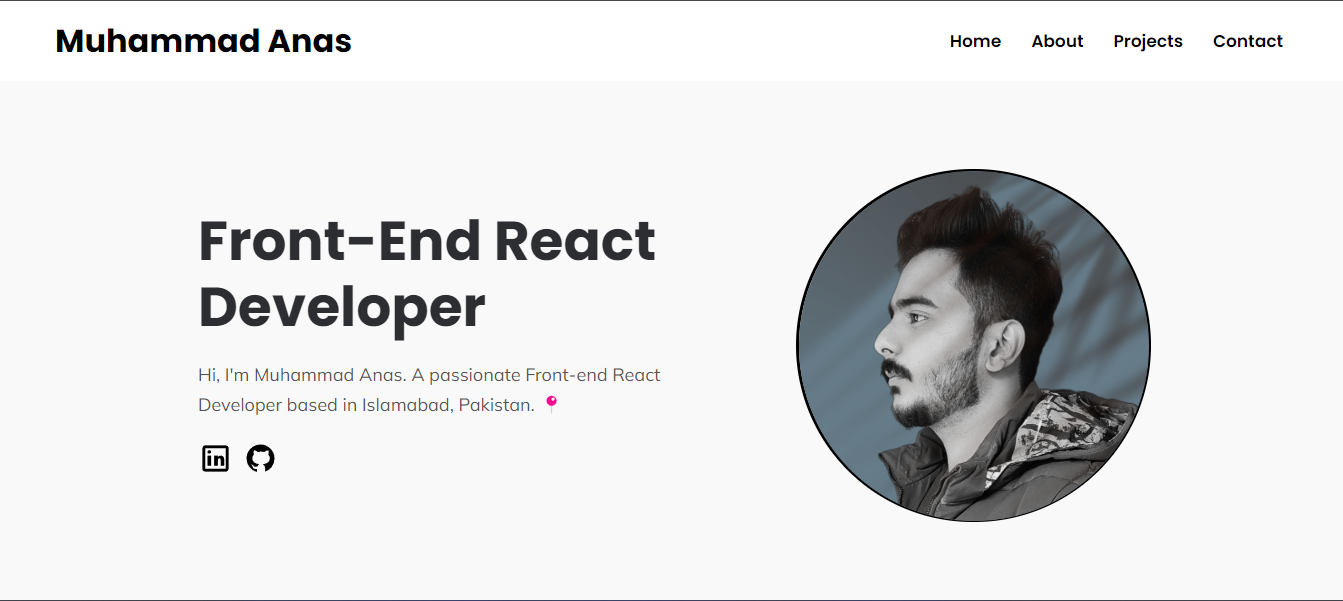 Muhammad Anas
Home About Projects Contact
Front-End React
Developer
Hi, I'm Muhammad Anas. A passionate Front-end React
Developer based in Islamabad, Pakistan. 📍
in